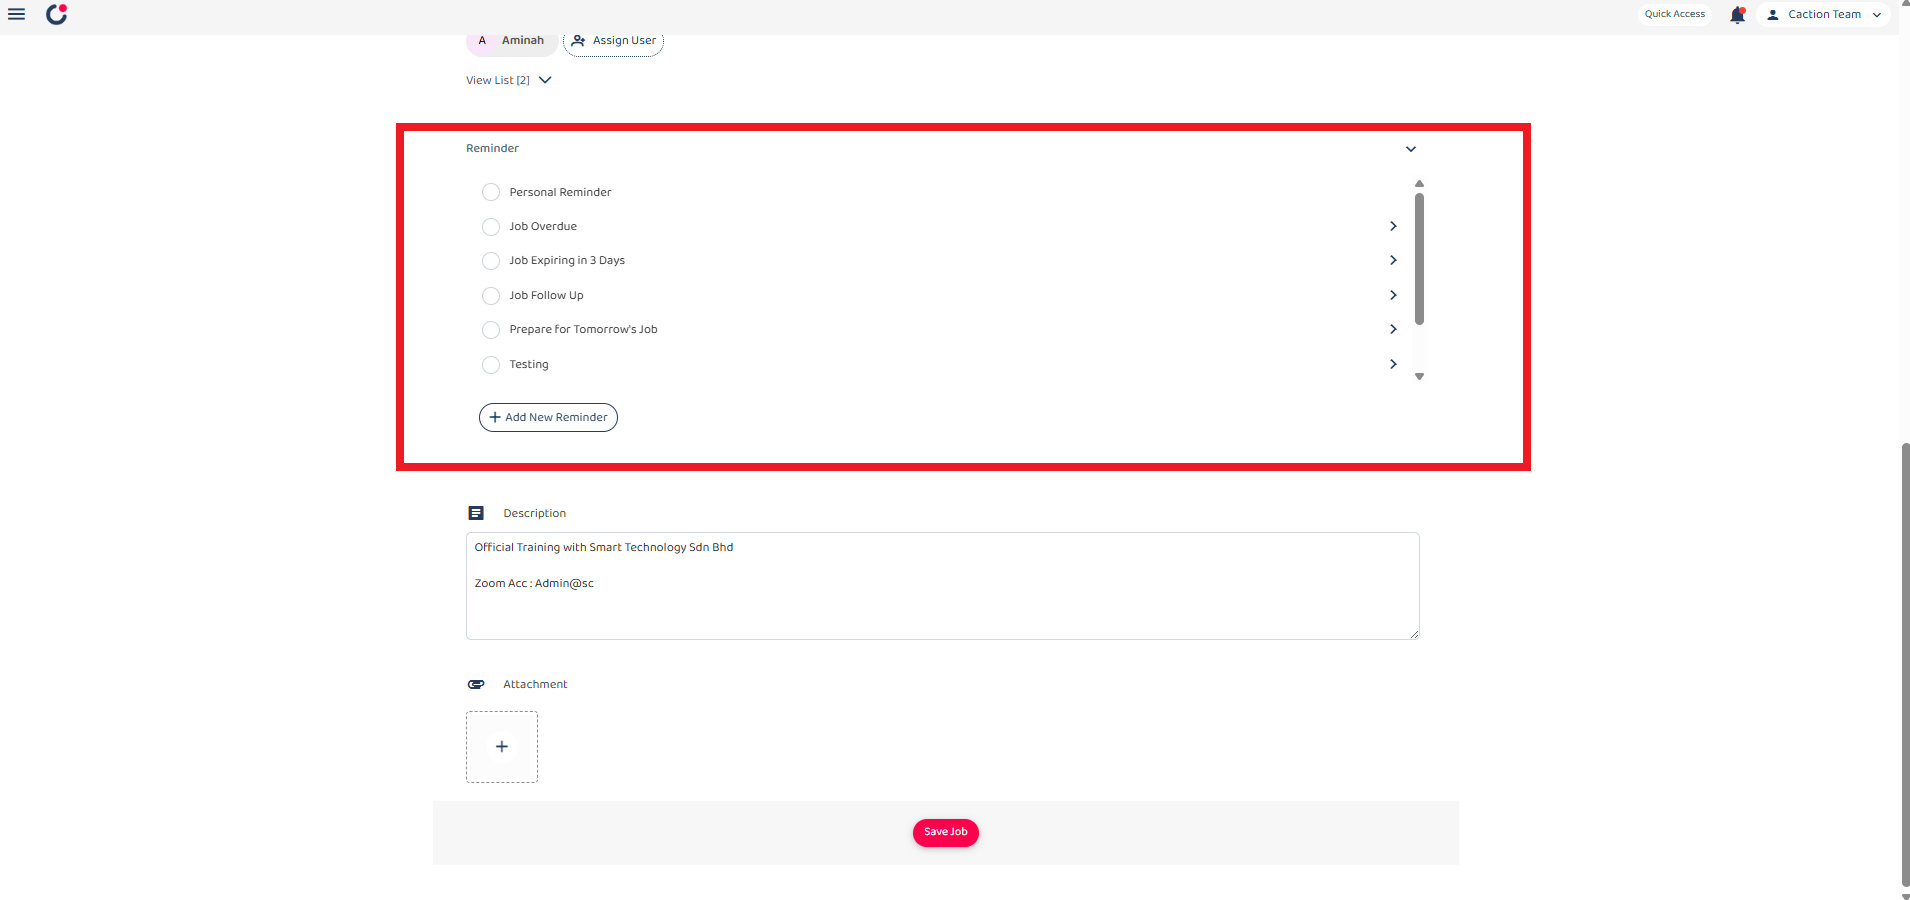 Quick Access
Caction Team
A Aminah
Assign User
View List [2]
Reminder
Personal Reminder
Job Overdue
Job Expiring in 3 Days
Job Follow Up
Prepare for Tomorrow's Job
Testing
+ Add New Reminder
Description
Official Training with Smart Technology Sdn Bhd
Zoom Acc : Admin@sc
Attachment
+
Save Job